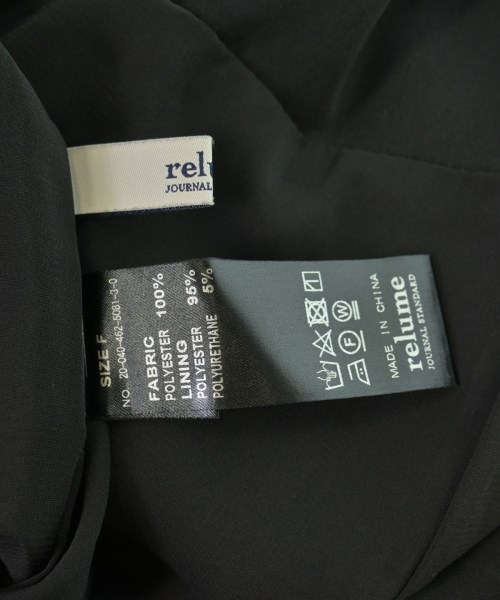 relu
JOURNAL
SIZE F
NO. 20-040-462-6081-3-0
FABRIC
POLYESTER 100%
LINING
POLYESTER 95%
POLYURETHANE 5%
MADE IN CHINA
relume
JOURNAL STANDARD